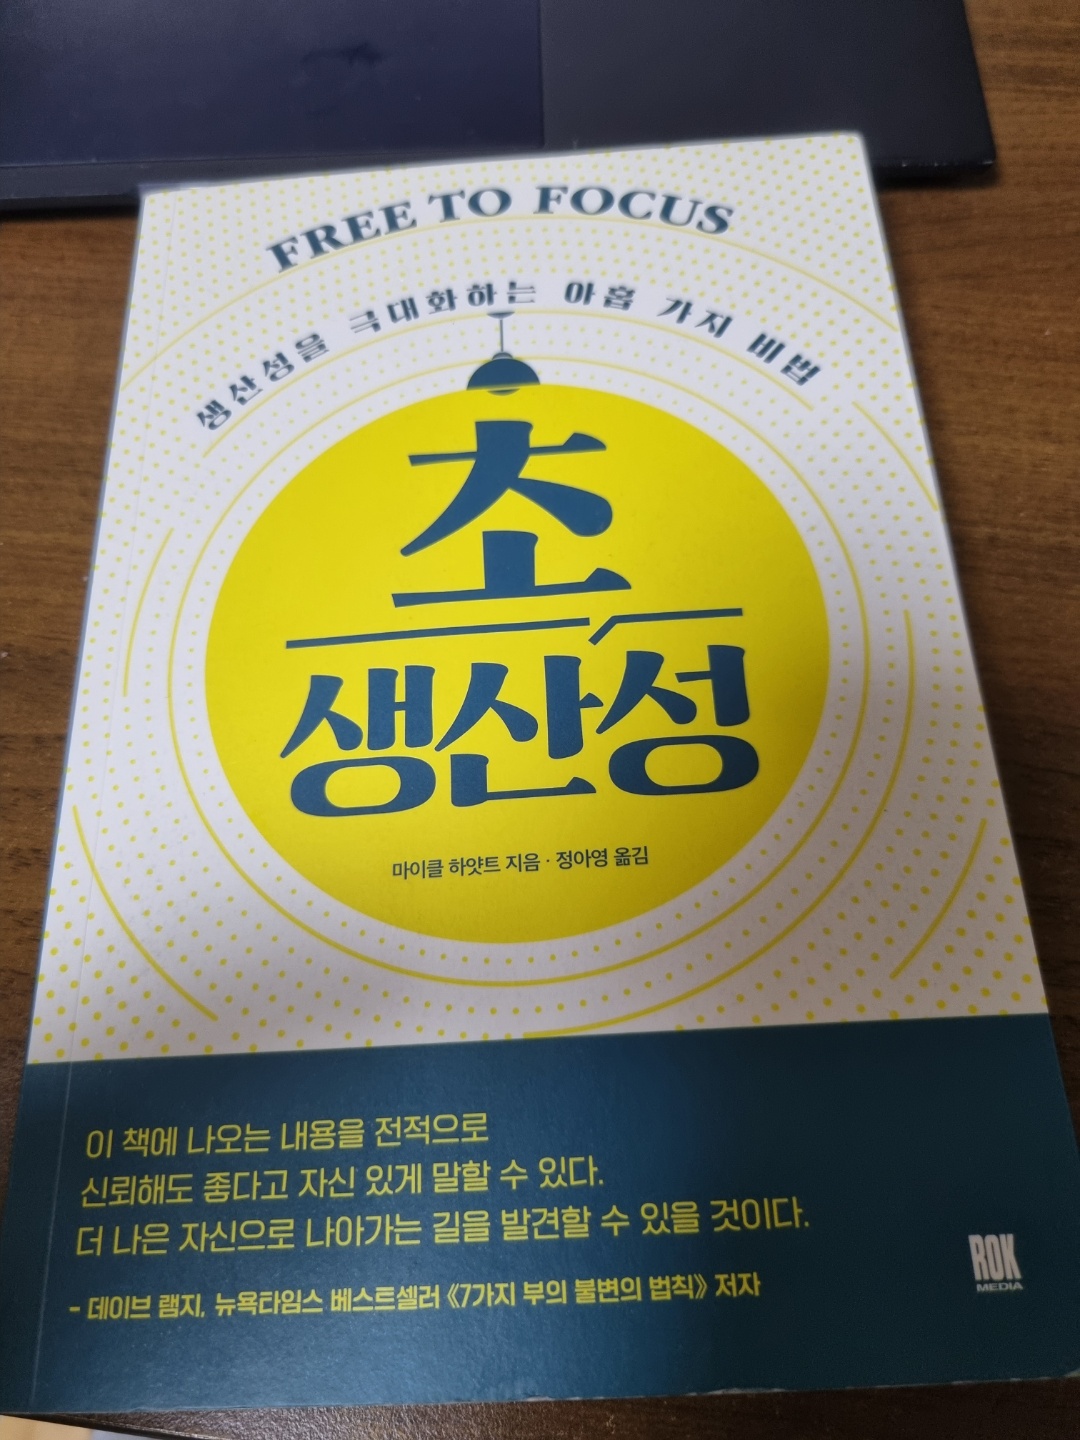 FREE TO FOCUS
생산성을 극대화하는 아홉 가지 비법
초
생산성
마이클 하얏트 지음 · 정아영 옮김
이 책에 나오는 내용을 전적으로
신뢰해도 좋다고 자신 있게 말할 수 있다.
더 나은 자신으로 나아가는 길을 발견할 수 있을 것이다.
- 데이브 램지, 뉴욕타임스 베스트셀러 《7가지 부의 불변의 법칙》 저자
ROK
MEDIA